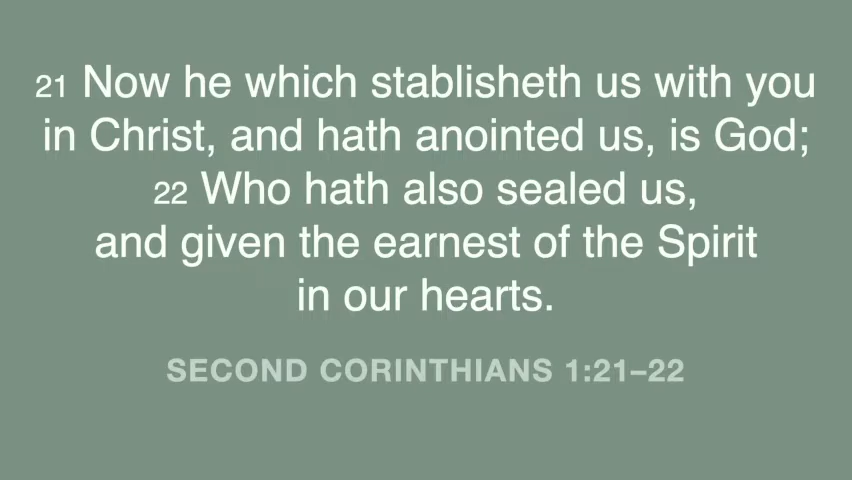 21 Now he which stablisheth us with you
in Christ, and hath anointed us, is God;
22 Who hath also sealed us,
and given the earnest of the Spirit
in our hearts.
SECOND CORINTHIANS 1:21–22